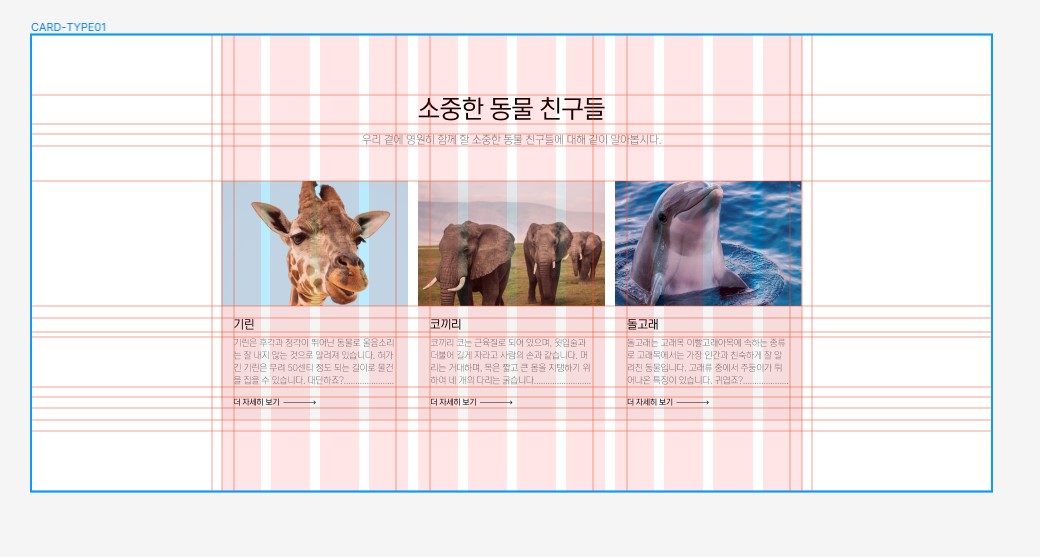 CARD-TYPE01
소중한 동물 친구들
우리 곁에 영원히 함께 할 소중한 동물 친구들에 대해 같이 알아봅시다.
기린
기린은 후각과 청각이 뛰어난 동물로 울음소리
는 잘 내지 않는 것으로 알려져 있습니다. 혀가
긴 기린은 무려 50센티 정도 되는 길이로 물건
을 집을 수 있습니다. 대단하죠?......................
더 자세히 보기
코끼리
코끼리 코는 근육질로 되어 있으며, 윗입술과
더불어 길게 자라고 사람의 손과 같습니다. 머
리는 거대하며, 목은 짧고 큰 몸을 지탱하기 위
하여 네 개의 다리는 굵습니다.........................
더 자세히 보기
돌고래
돌고래는 고래목 이빨고래아목에 속하는 종류
로 고래목에서는 가장 인간과 친숙하게 잘 알
려진 동물입니다. 고래류 중에서 주둥이가 튀
어나온 특징이 있습니다. 귀엽죠?....................
더 자세히 보기